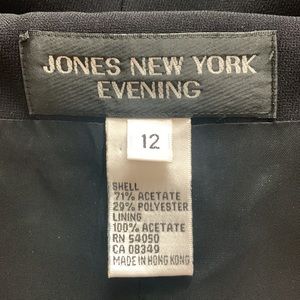 JONES NEW YORK
EVENING
12
SHELL
71% ACETATE
29% POLYESTER
LINING
100% ACETATE
RN 54050
CA 08349
MADE IN HONG KONG